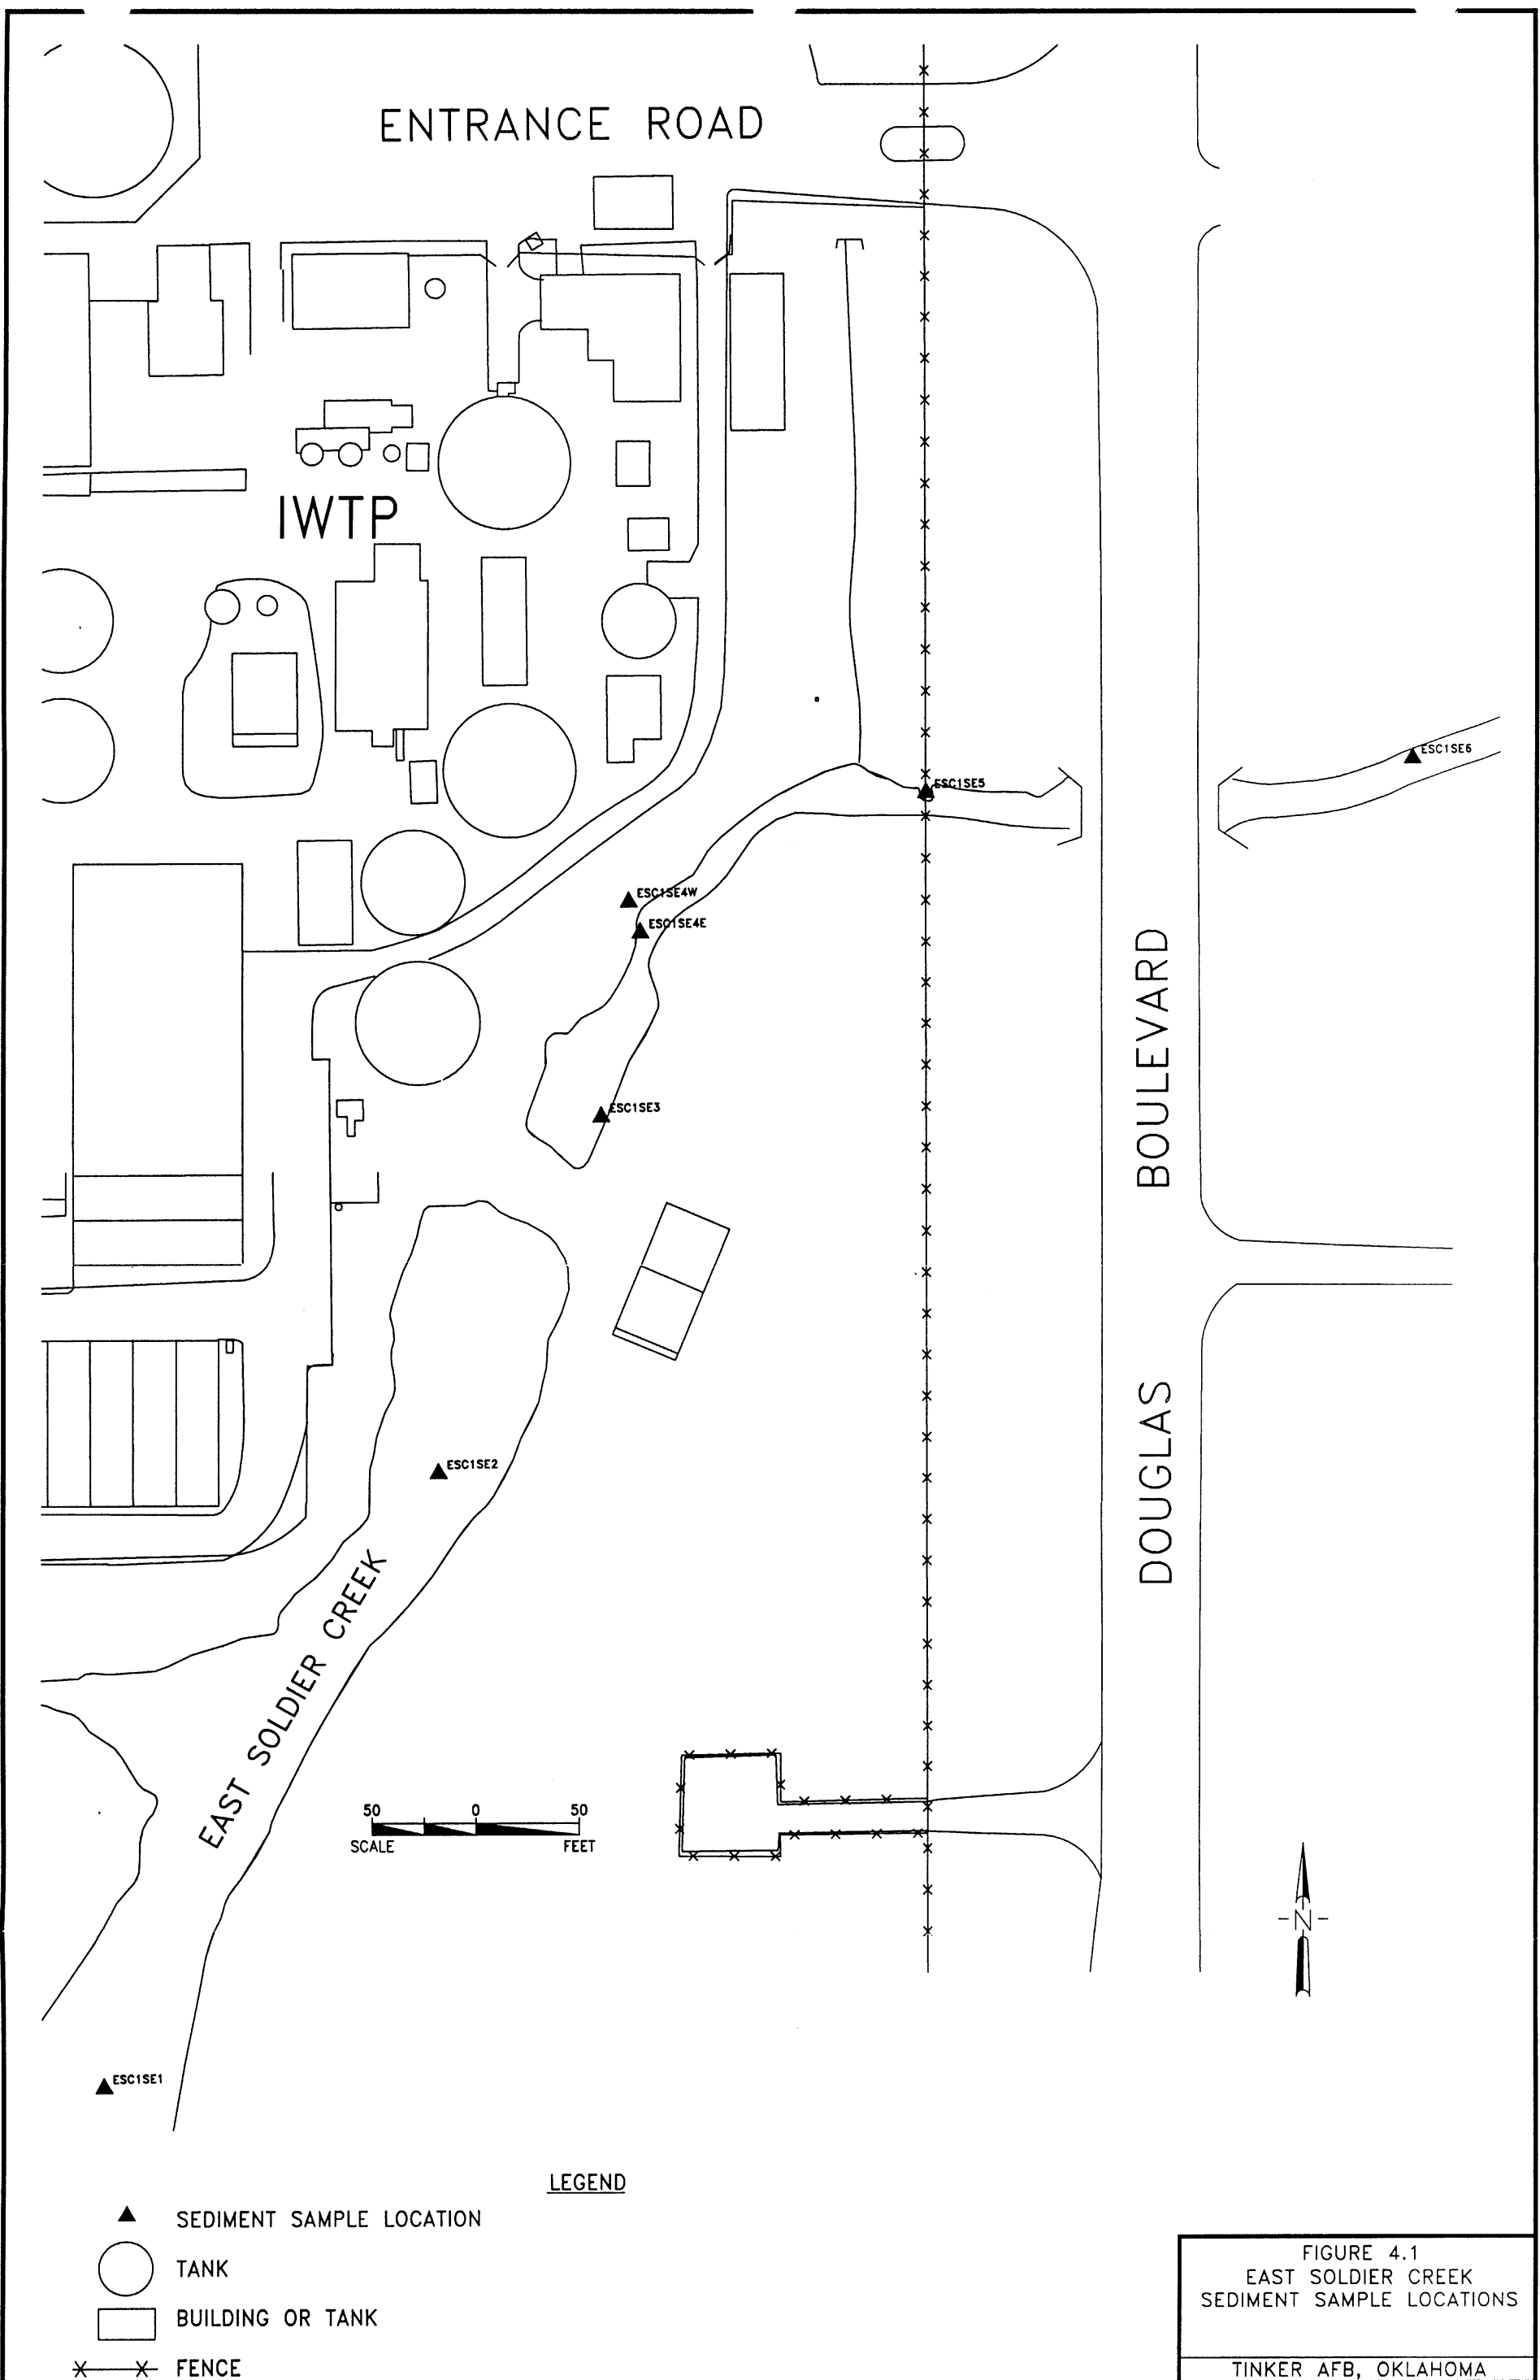 ENTRANCE ROAD
IWTP
ESC1SE6
ESC1SE5
ESC1SE4W
ESC1SE4E
BOULEVARD
ESC1SE3
DOUGLAS
ESC1SE2
EAST SOLDIER CREEK
50 0 50
SCALE FEET
N
ESC1SE1
LEGEND
SEDIMENT SAMPLE LOCATION
TANK
BUILDING OR TANK
FENCE
FIGURE 4.1
EAST SOLDIER CREEK
SEDIMENT SAMPLE LOCATIONS
TINKER AFB, OKLAHOMA